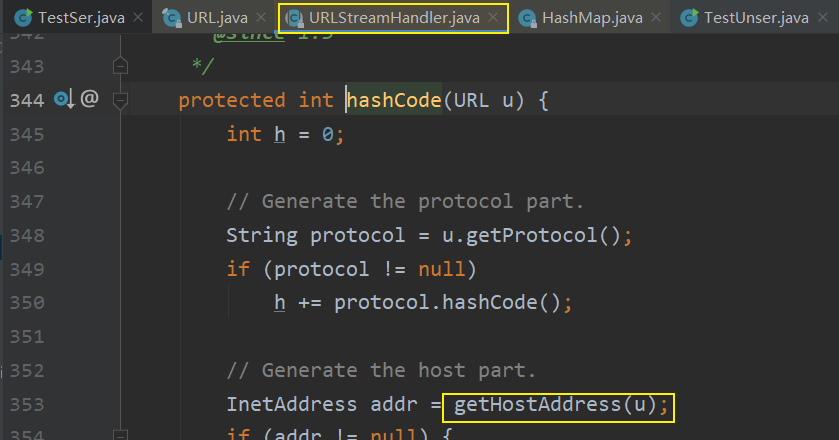 TestSer.java
URL.java
URLStreamHandler.java
HashMap.java
TestUnser.java
342 @since 1.5
343 */
344 @ protected int hashCode(URL u) {
345 int h = 0;
346
347 // Generate the protocol part.
348 String protocol = u.getProtocol();
349 if (protocol != null)
350 h += protocol.hashCode();
351
352 // Generate the host part.
353 InetAddress addr = getHostAddress(u);
354 if (addr != null) {